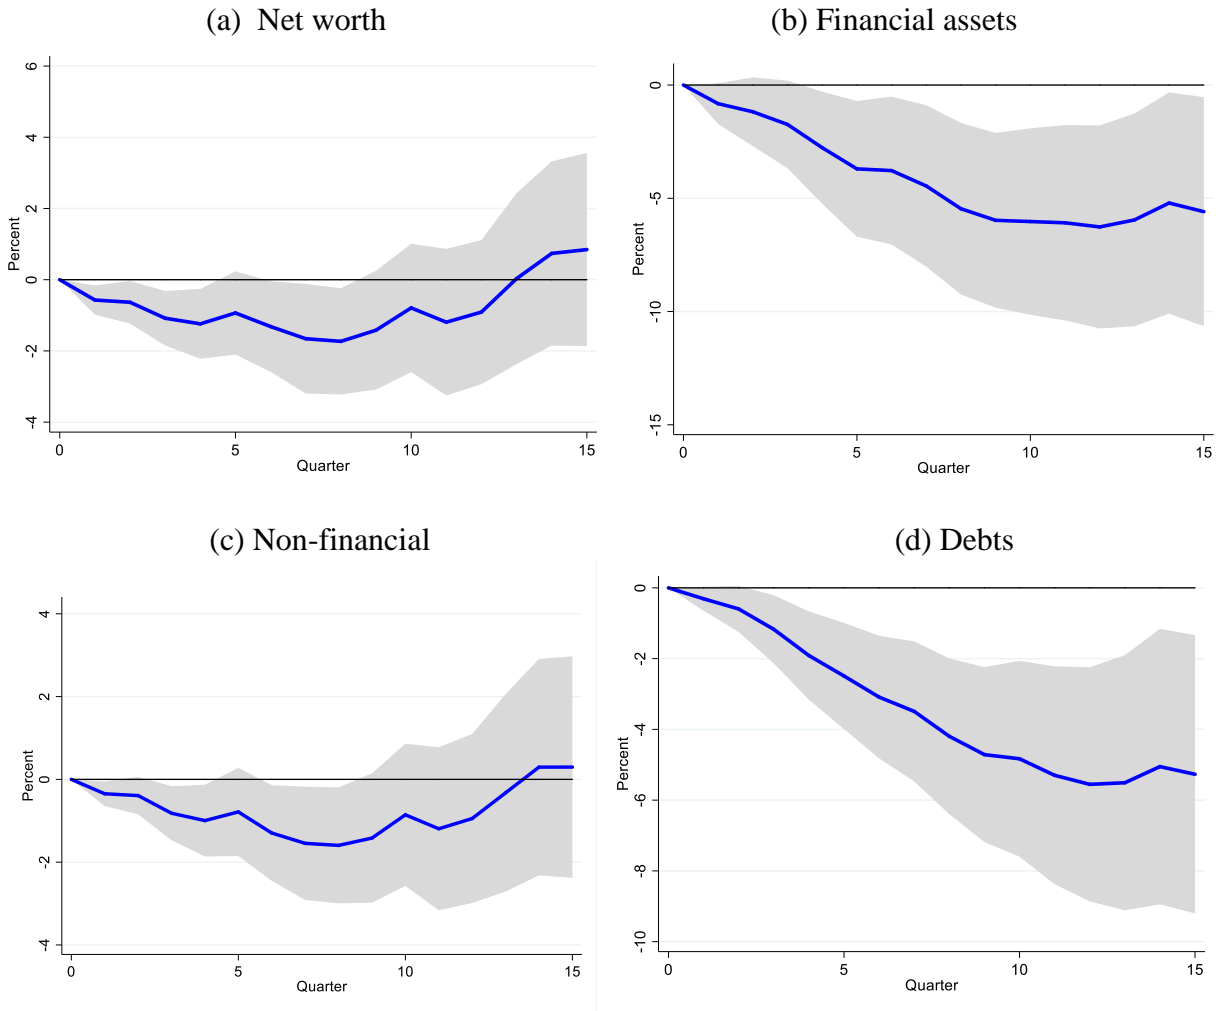 (a) Net worth
6
4
2
0
-2
-4
Percent
0 5 10 15
Quarter
(b) Financial assets
0
-5
-10
-15
Percent
0 5 10 15
Quarter
(c) Non-financial
4
2
0
-2
-4
Percent
0 5 10 15
Quarter
(d) Debts
0
-2
-4
-6
-8
-10
Percent
0 5 10 15
Quarter